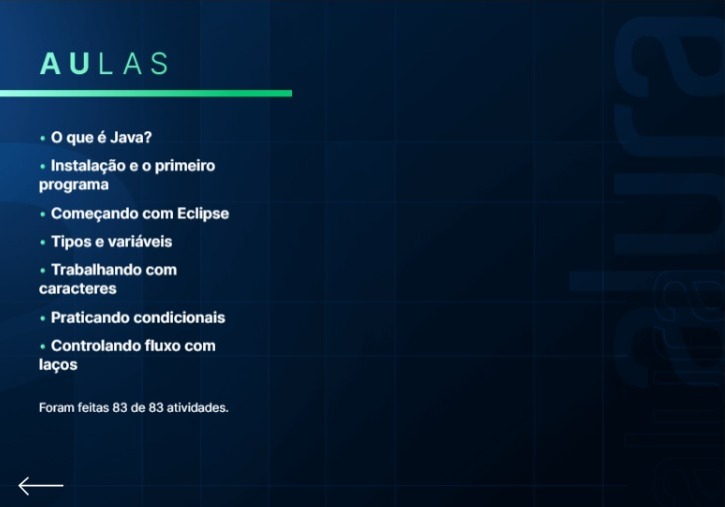 AULAS
• O que é Java?
• Instalação e o primeiro
programa
• Começando com Eclipse
• Tipos e variáveis
• Trabalhando com
caracteres
• Praticando condicionais
• Controlando fluxo com
laços
Foram feitas 83 de 83 atividades.
alura
alura